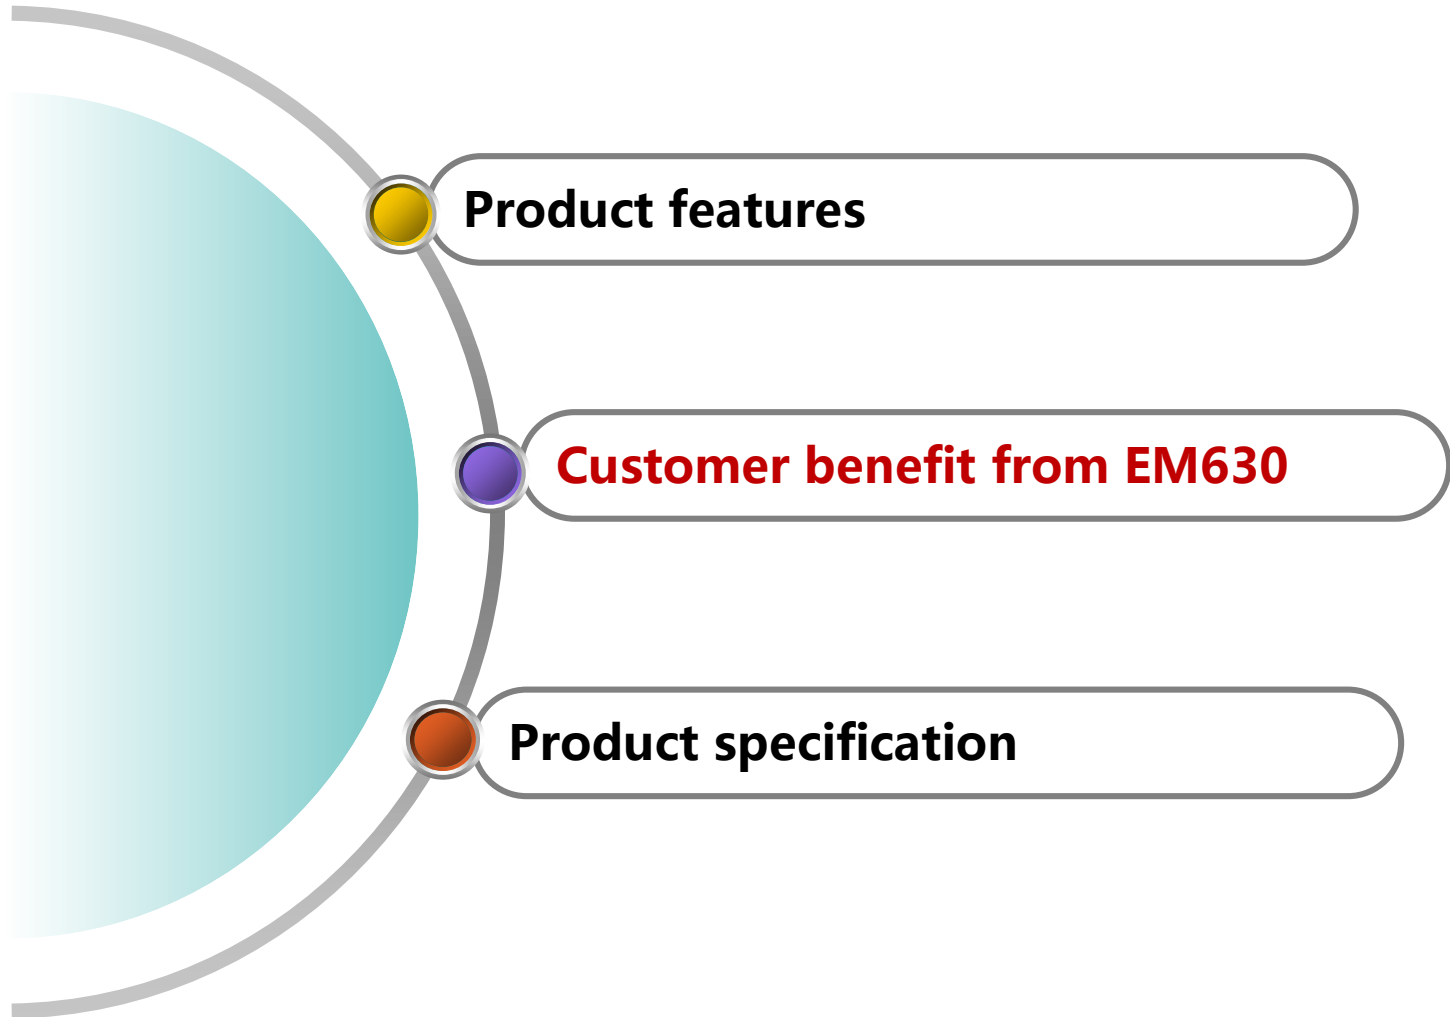 Product features
Customer benefit from EM630
Product specification